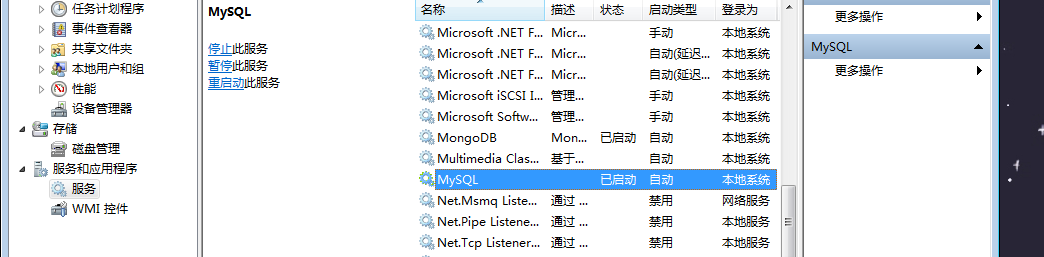 任务计划程序
事件查看器
共享文件夹
本地用户和组
性能
设备管理器
存储
磁盘管理
服务和应用程序
服务
WMI 控件
MySQL
停止此服务
暂停此服务
重启动此服务
名称 描述 状态 启动类型 登录为
Microsoft .NET F... Micr... 手动 本地系统
Microsoft .NET F... Micr... 自动(延迟... 本地系统
Microsoft .NET F... Micr... 自动(延迟... 本地系统
Microsoft iSCSI I... 管理... 手动 本地系统
Microsoft Softw... 管理... 手动 本地系统
MongoDB Mon... 已启动 自动 本地系统
Multimedia Clas... 基于... 自动 本地系统
MySQL 已启动 自动 本地系统
Net.Msmq Liste... 通过 ... 禁用 网络服务
Net.Pipe Listene... 通过 ... 禁用 本地服务
Net.Tcp Listener... 通过 ... 禁用 本地服务
更多操作
MySQL
更多操作